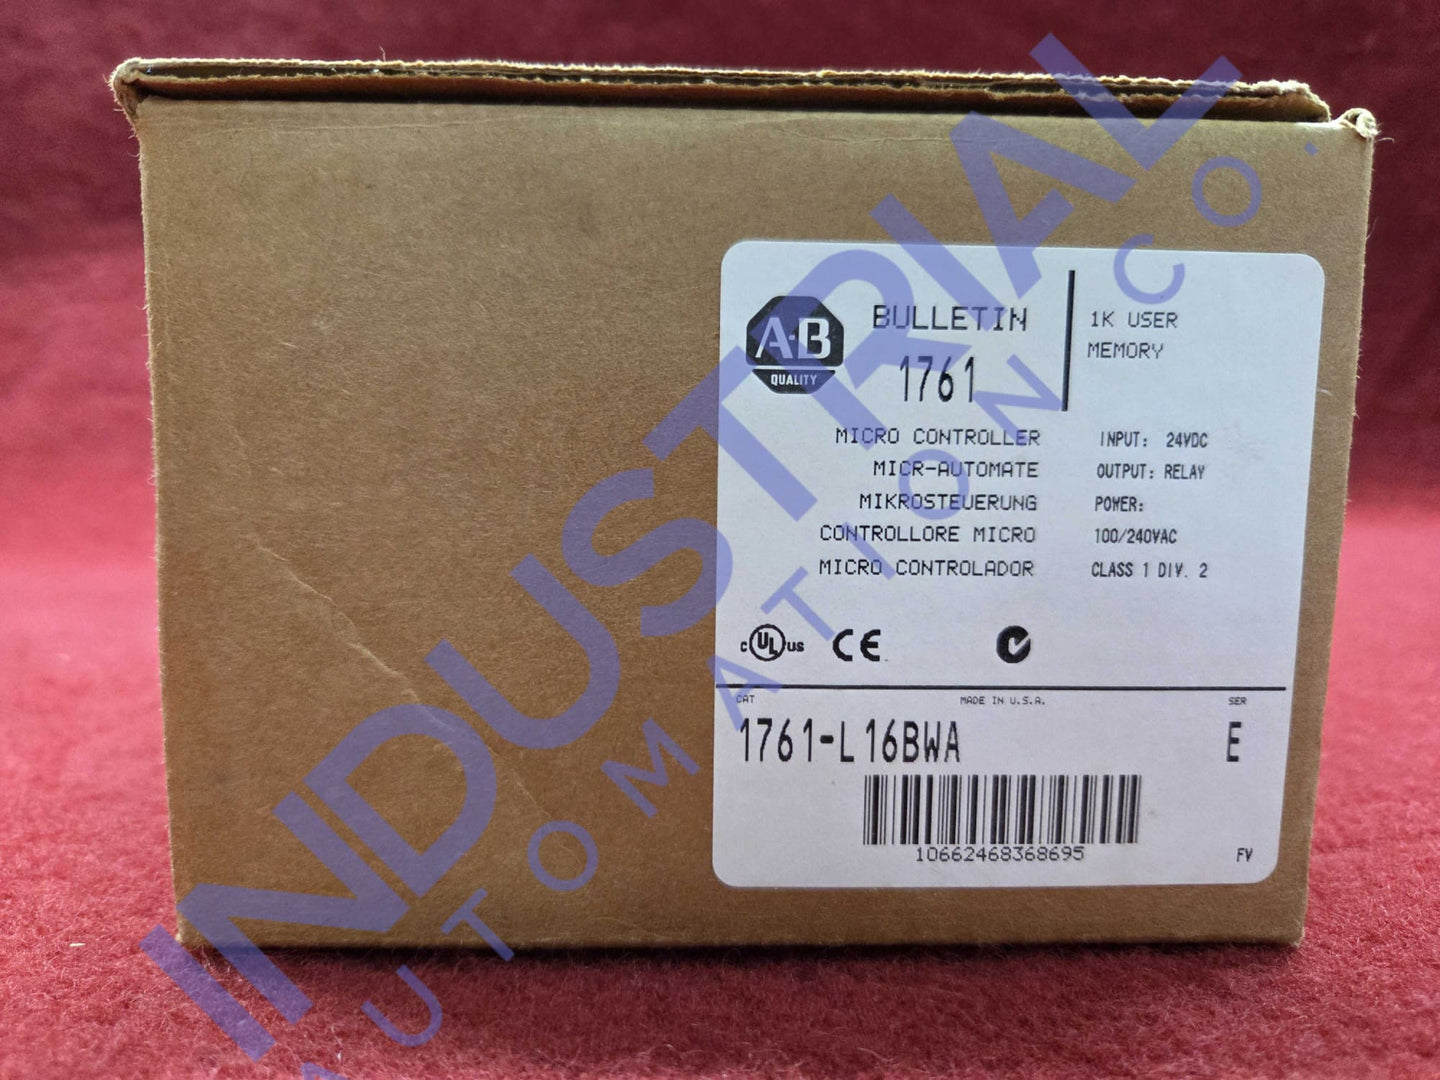 A-B
QUALITY
BULLETIN
1761
1K USER
MEMORY
MICRO CONTROLLER
MICR-AUTOMATE
MIKROSTEUERUNG
CONTROLLORE MICRO
MICRO CONTROLADOR
INPUT: 24VDC
OUTPUT: RELAY
POWER:
100/240VAC
CLASS 1 DIV. 2
C UL US CE
CAT
MADE IN U.S.A.
SER
1761-L16BWA
E
10662468368695
FV
INDUSTRIAL
AUTOMATION CO.